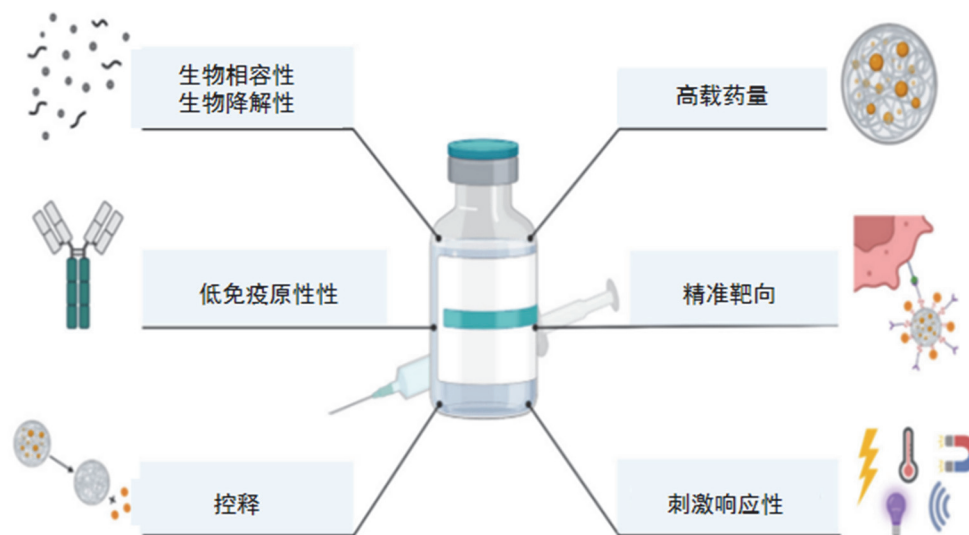 生物相容性
生物降解性
高载药量
低免疫原性性
精准靶向
控释
刺激响应性